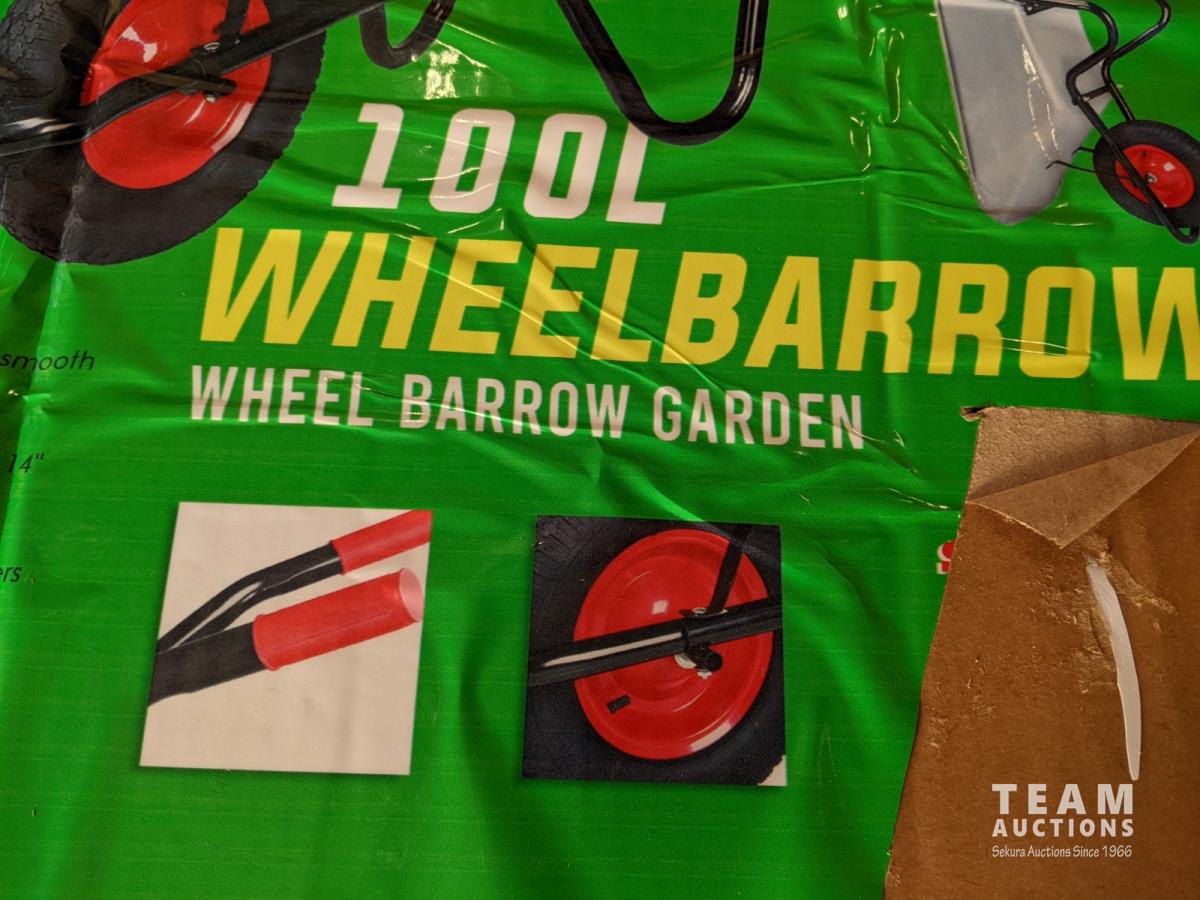 100L
WHEELBARROW
WHEEL BARROW GARDEN
smooth
14"
ers
TEAM
AUCTIONS
Sekura Auctions Since 1966